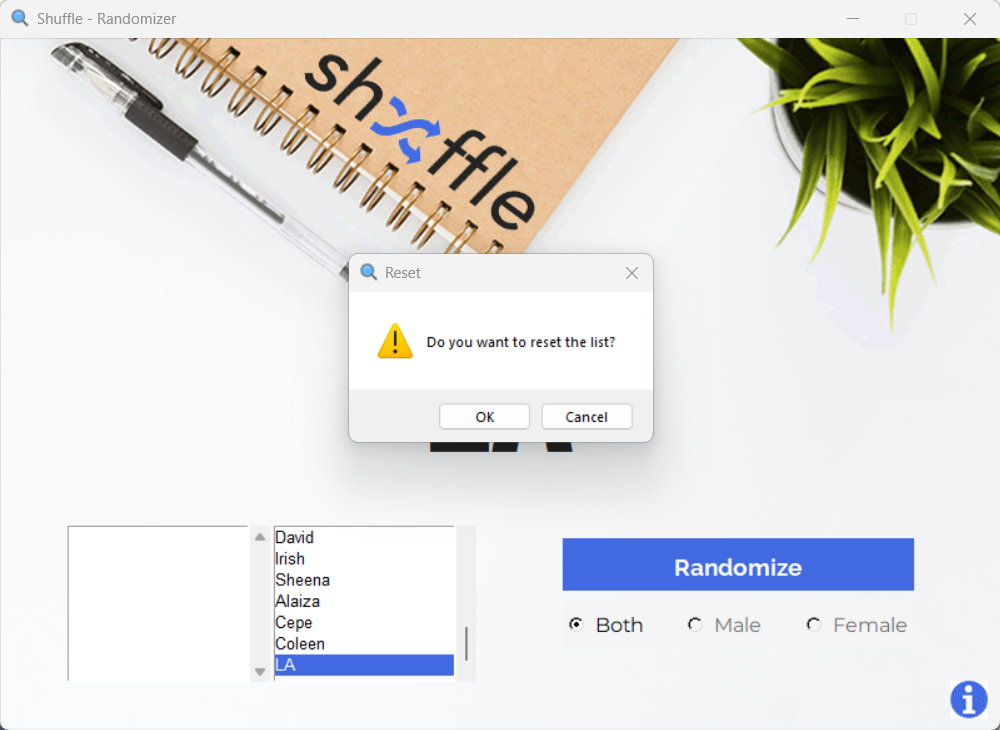 Shuffle - Randomizer
shuffle
Reset
Do you want to reset the list?
OK
Cancel
LA
David
Irish
Sheena
Alaiza
Cepe
Coleen
LA
Randomize
Both
Male
Female